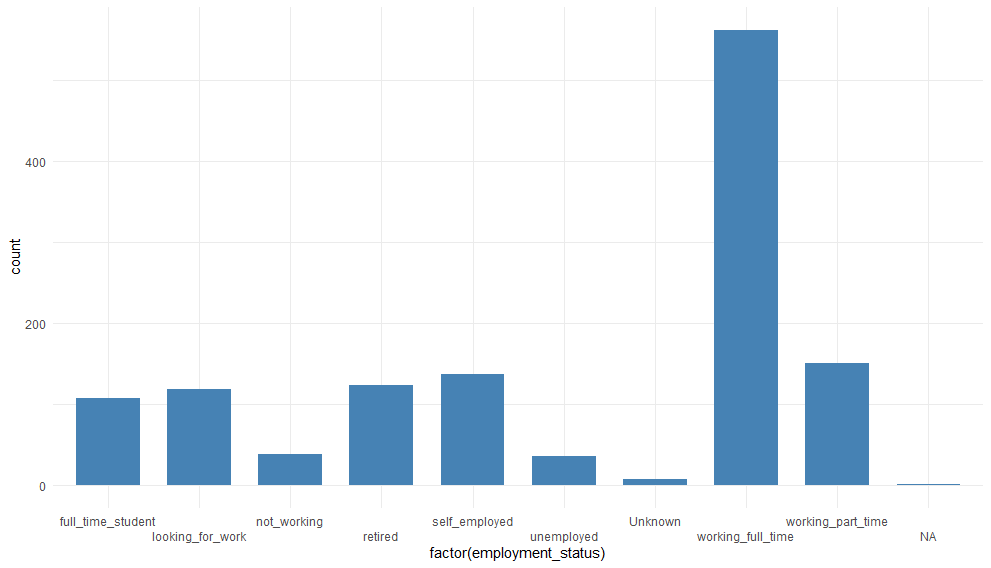 count
400
200
0
full_time_student
looking_for_work
not_working
retired
self_employed
unemployed
Unknown
working_full_time
working_part_time
NA
factor(employment_status)